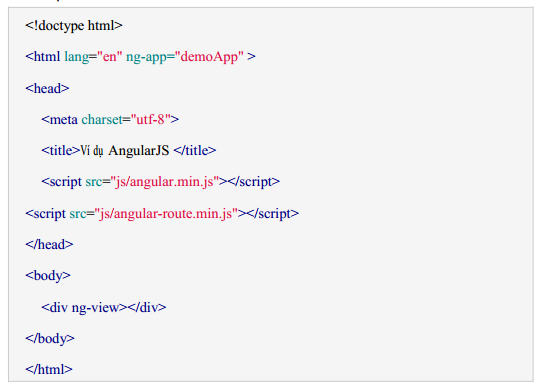 <!doctype html>
<html lang="en" ng-app="demoApp" >
<head>
<meta charset="utf-8">
<title>Ví dụ AngularJS </title>
<script src="js/angular.min.js"></script>
<script src="js/angular-route.min.js"></script>
</head>
<body>
<div ng-view></div>
</body>
</html>